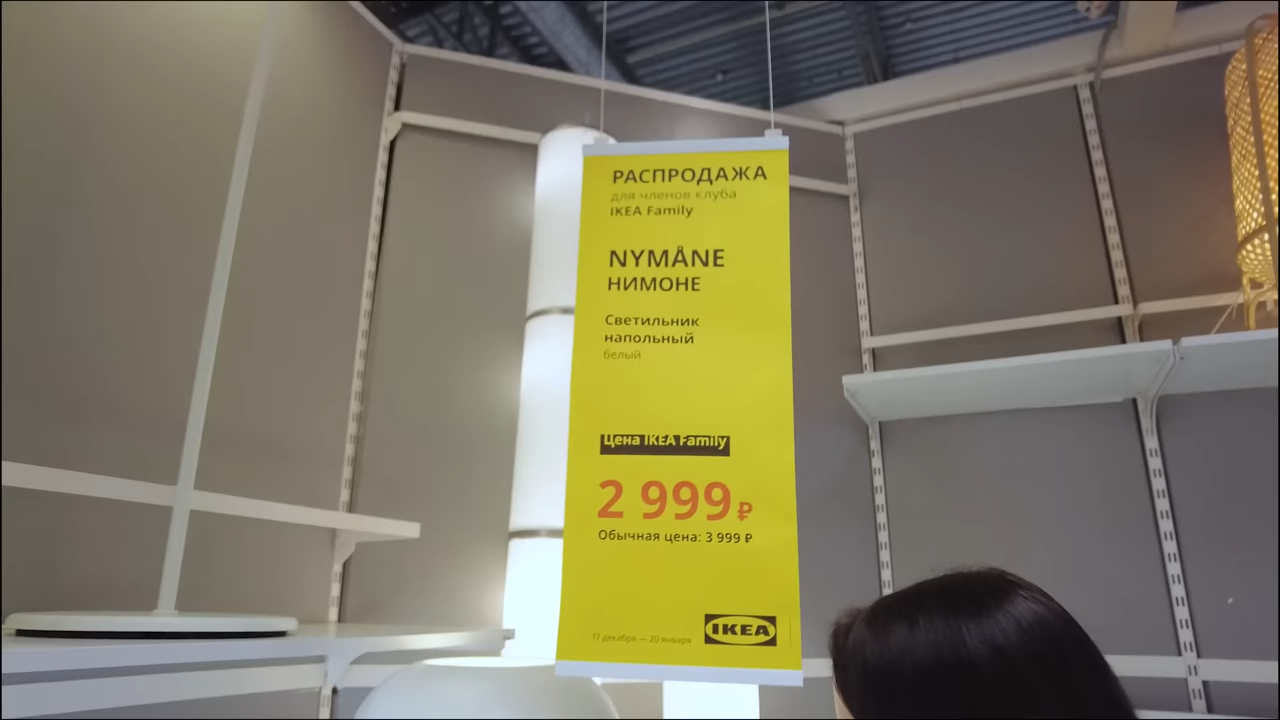 РАСПРОДАЖА
для членов клуба
IKEA Family
NYMÅNE
НИМОНЕ
Светильник
напольный
белый
Цена IKEA Family
2 999 ₽
Обычная цена: 3 999 ₽
17 декабря — 20 января
IKEA